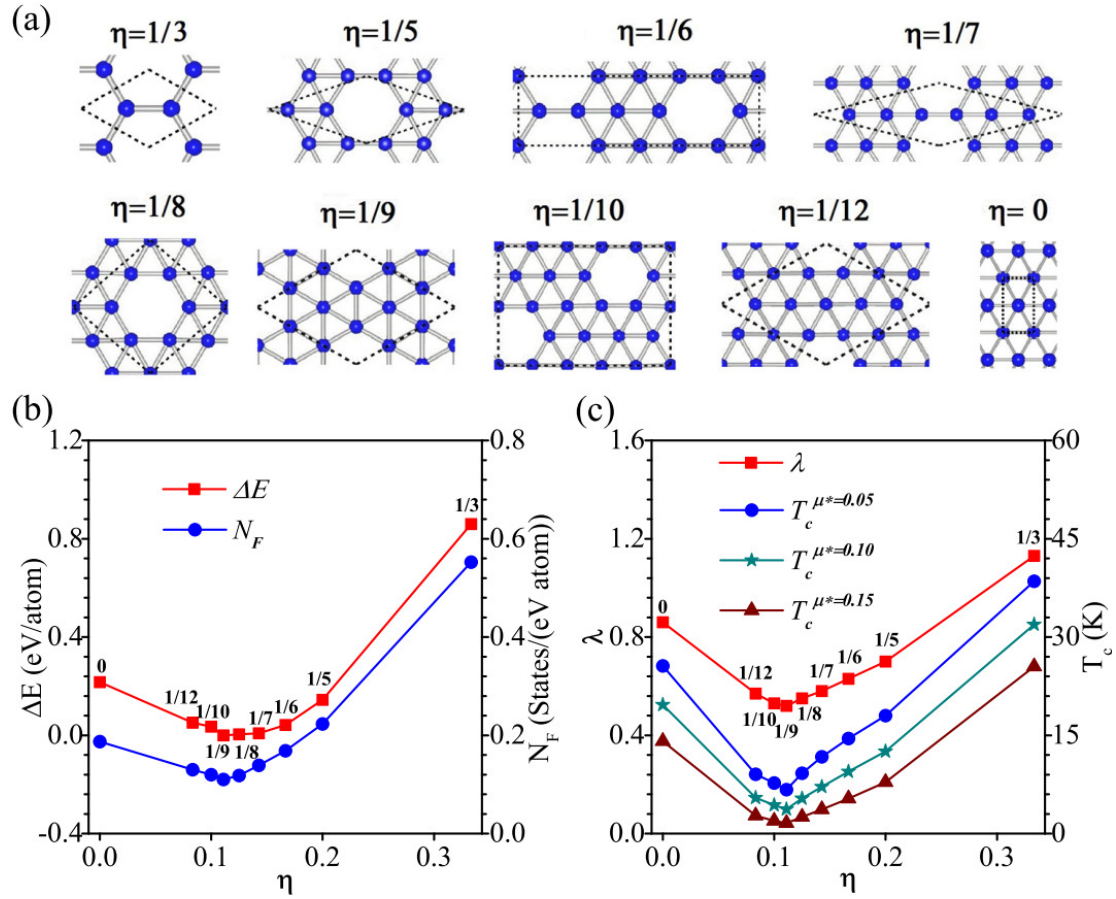 (a)
η=1/3
η=1/5
η=1/6
η=1/7
η=1/8
η=1/9
η=1/10
η=1/12
η= 0
(b)
1.2
0.8
0.4
0.0
-0.4
ΔE (eV/atom)
0.8
0.6
0.4
0.2
0.0
N_F (States/(eV atom))
ΔE
N_F
0
1/12
1/10
1/9
1/8
1/7
1/6
1/5
1/3
0.0
0.1
0.2
0.3
η
(c)
1.6
1.2
0.8
0.4
0.0
λ
60
45
30
15
0
T_c (K)
λ
T_c μ*=0.05
T_c μ*=0.10
T_c μ*=0.15
0
1/12
1/10
1/9
1/8
1/7
1/6
1/5
1/3
0.0
0.1
0.2
0.3
η